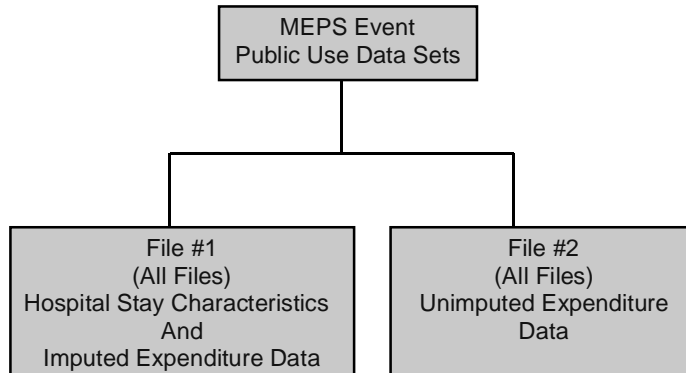 MEPS Event
Public Use Data Sets
File #1
(All Files)
Hospital Stay Characteristics
And
Imputed Expenditure Data
File #2
(All Files)
Unimputed Expenditure
Data